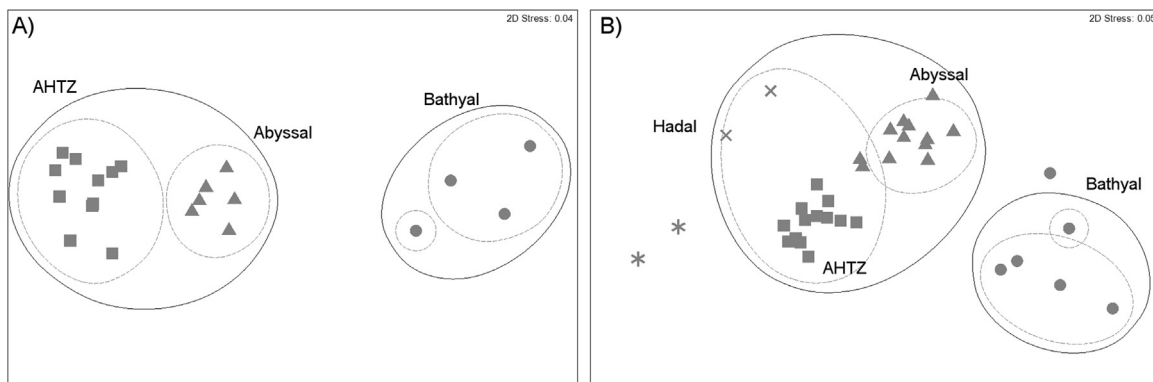 A)
2D Stress: 0.04
AHTZ
Bathyal
Abyssal
B)
2D Stress: 0.05
Abyssal
Hadal
Bathyal
AHTZ